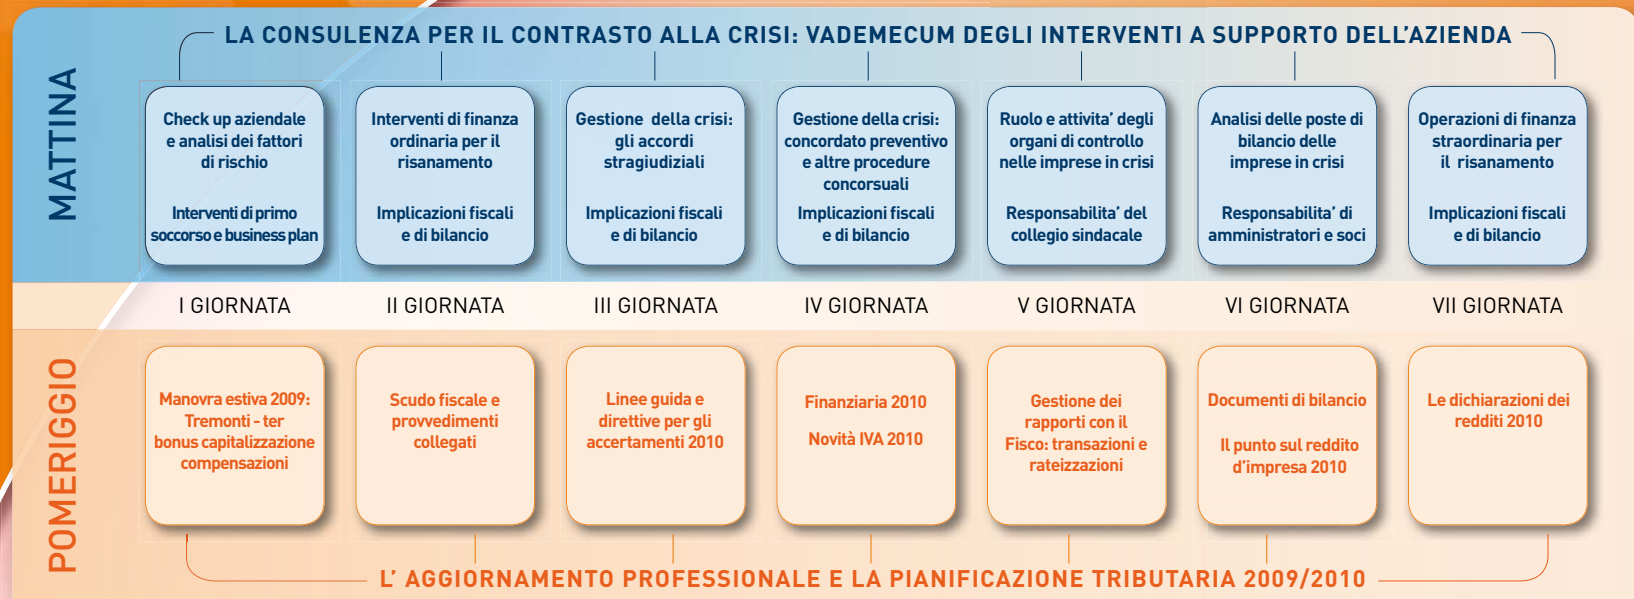 LA CONSULENZA PER IL CONTRASTO ALLA CRISI: VADEMECUM DEGLI INTERVENTI A SUPPORTO DELL'AZIENDA
MATTINA
Check up aziendale
e analisi dei fattori
di rischio
Interventi di primo
soccorso e business plan
Interventi di finanza
ordinaria per il
risanamento
Implicazioni fiscali
e di bilancio
Gestione della crisi:
gli accordi
stragiudiziali
Implicazioni fiscali
e di bilancio
Gestione della crisi:
concordato preventivo
e altre procedure
concorsuali
Implicazioni fiscali
e di bilancio
Ruolo e attivita' degli
organi di controllo
nelle imprese in crisi
Responsabilita' del
collegio sindacale
Analisi delle poste di
bilancio delle
imprese in crisi
Responsabilita' di
amministratori e soci
Operazioni di finanza
straordinaria per
il risanamento
Implicazioni fiscali
e di bilancio
I GIORNATA
II GIORNATA
III GIORNATA
IV GIORNATA
V GIORNATA
VI GIORNATA
VII GIORNATA
POMERIGGIO
Manovra estiva 2009:
Tremonti - ter
bonus capitalizzazione
compensazioni
Scudo fiscale e
provvedimenti
collegati
Linee guida e
direttive per gli
accertamenti 2010
Finanziaria 2010
Novità IVA 2010
Gestione dei
rapporti con il
Fisco: transazioni e
rateizzazioni
Documenti di bilancio
Il punto sul reddito
d'impresa 2010
Le dichiarazioni dei
redditi 2010
L' AGGIORNAMENTO PROFESSIONALE E LA PIANIFICAZIONE TRIBUTARIA 2009/2010